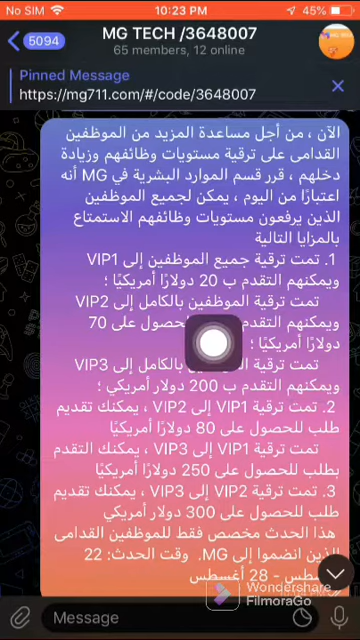 No SIM 10:23 PM 45%
5094
MG TECH /3648007
65 members, 12 online
Pinned Message
https://mg711.com/#/code/3648007
الآن ، من أجل مساعدة المزيد من الموظفين
القدامى على ترقية مستويات وظائفهم وزيادة
دخلهم ، قرر قسم الموارد البشرية في MG أنه
اعتبارًا من اليوم ، يمكن لجميع الموظفين
الذين يرفعون مستويات وظائفهم الاستمتاع
بالمزايا التالية
1. تمت ترقية جميع الموظفين إلى VIP1
ويمكنهم التقدم ب 20 دولارًا أمريكيًا ؛
تمت ترقية الموظفين بالكامل إلى VIP2
ويمكنهم التقدم حصول على 70
دولارًا أمريكيًا ؛
تمت ترقية بالكامل إلى VIP3
ويمكنهم التقدم ب 200 دولار أمريكي ؛
2. تمت ترقية VIP1 إلى VIP2 ، يمكنك تقديم
طلب للحصول على 80 دولارًا أمريكيًا
تمت ترقية VIP1 إلى VIP3 ، يمكنك التقدم
بطلب للحصول على 250 دولارًا أمريكيًا
3. تمت ترقية VIP2 إلى VIP3 ، يمكنك تقديم
طلب للحصول على 300 دولار أمريكي
هذا الحدث مخصص فقط للموظفين القدامى
الذين انضموا إلى MG. وقت الحدث: 22
أغسطس - 28 أغسطس
Wondershare
FilmoraGo
Message